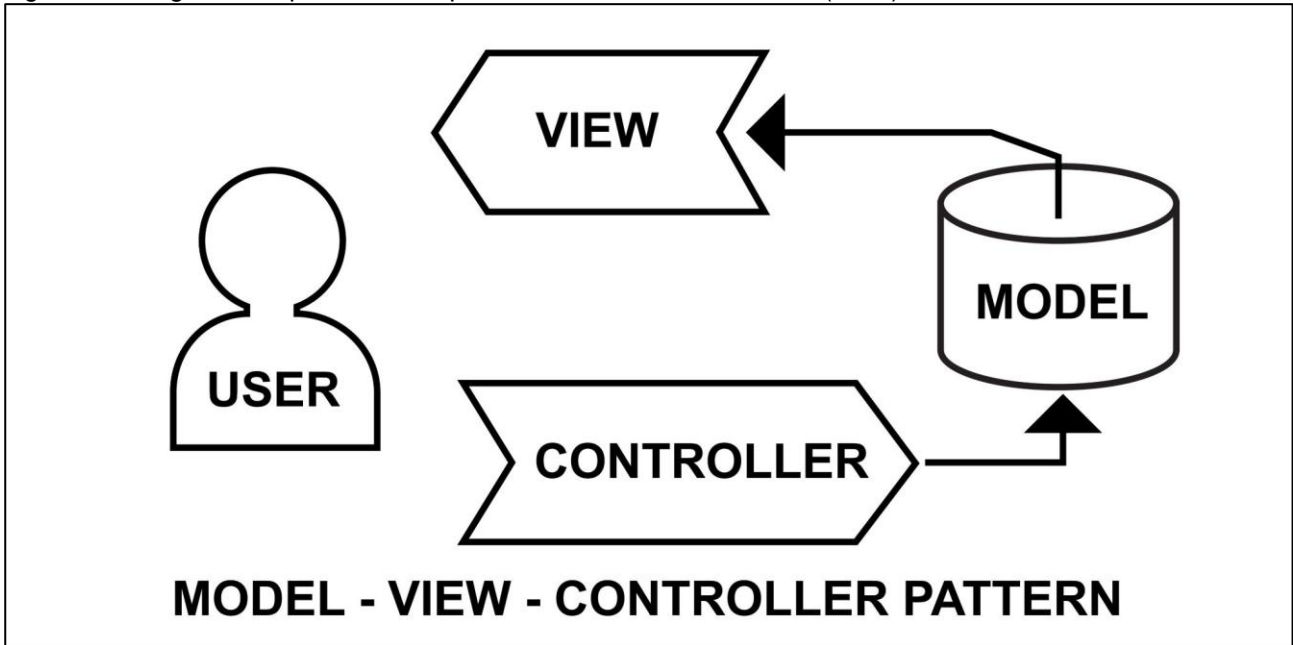 VIEW
MODEL
USER
CONTROLLER
MODEL - VIEW - CONTROLLER PATTERN